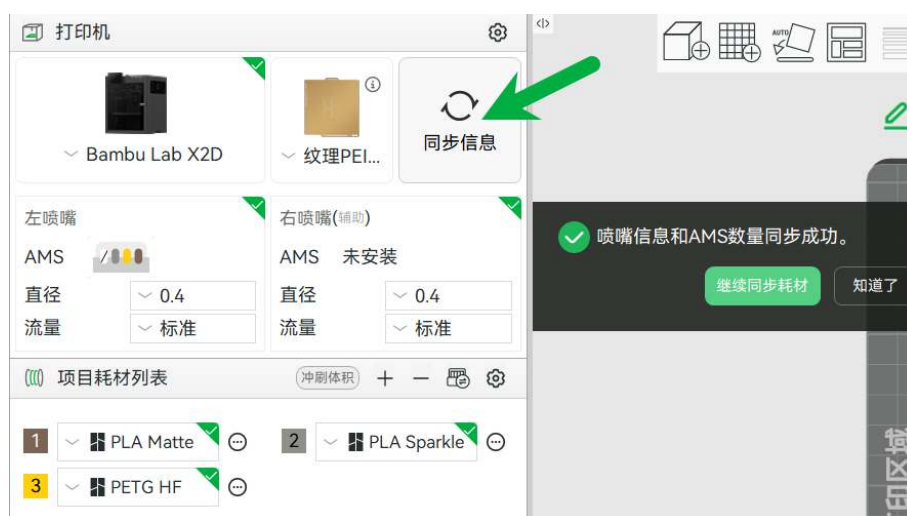 打印机
Bambu Lab X2D
纹理PEI...
同步信息
AUTO
左喷嘴
右喷嘴(辅助)
AMS
AMS 未安装
直径 0.4
直径 0.4
流量 标准
流量 标准
喷嘴信息和AMS数量同步成功。
继续同步耗材
知道了
项目耗材列表
冲刷体积
1 PLA Matte
2 PLA Sparkle
3 PETG HF
印区域